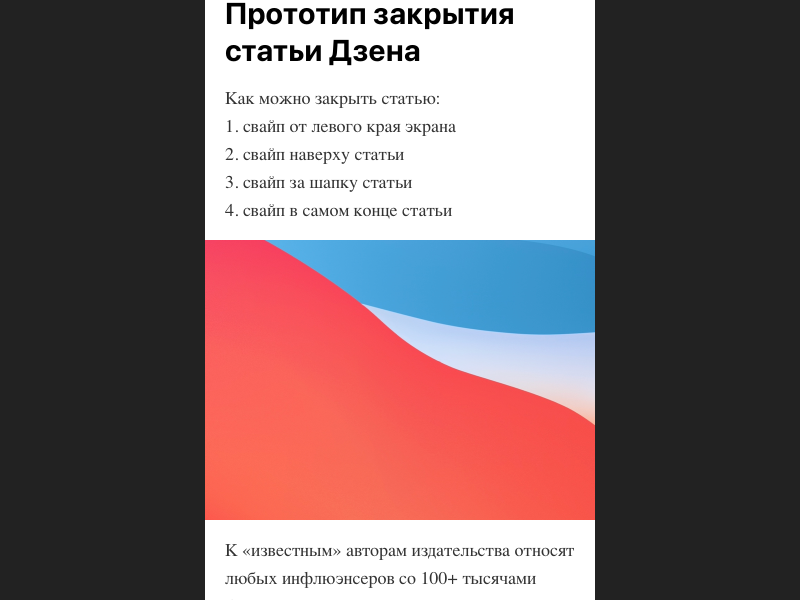 Прототип закрытия
статьи Дзена
Как можно закрыть статью:
1. свайп от левого края экрана
2. свайп наверху статьи
3. свайп за шапку статьи
4. свайп в самом конце статьи
К «известным» авторам издательства относят
любых инфлюэнсеров со 100+ тысячами